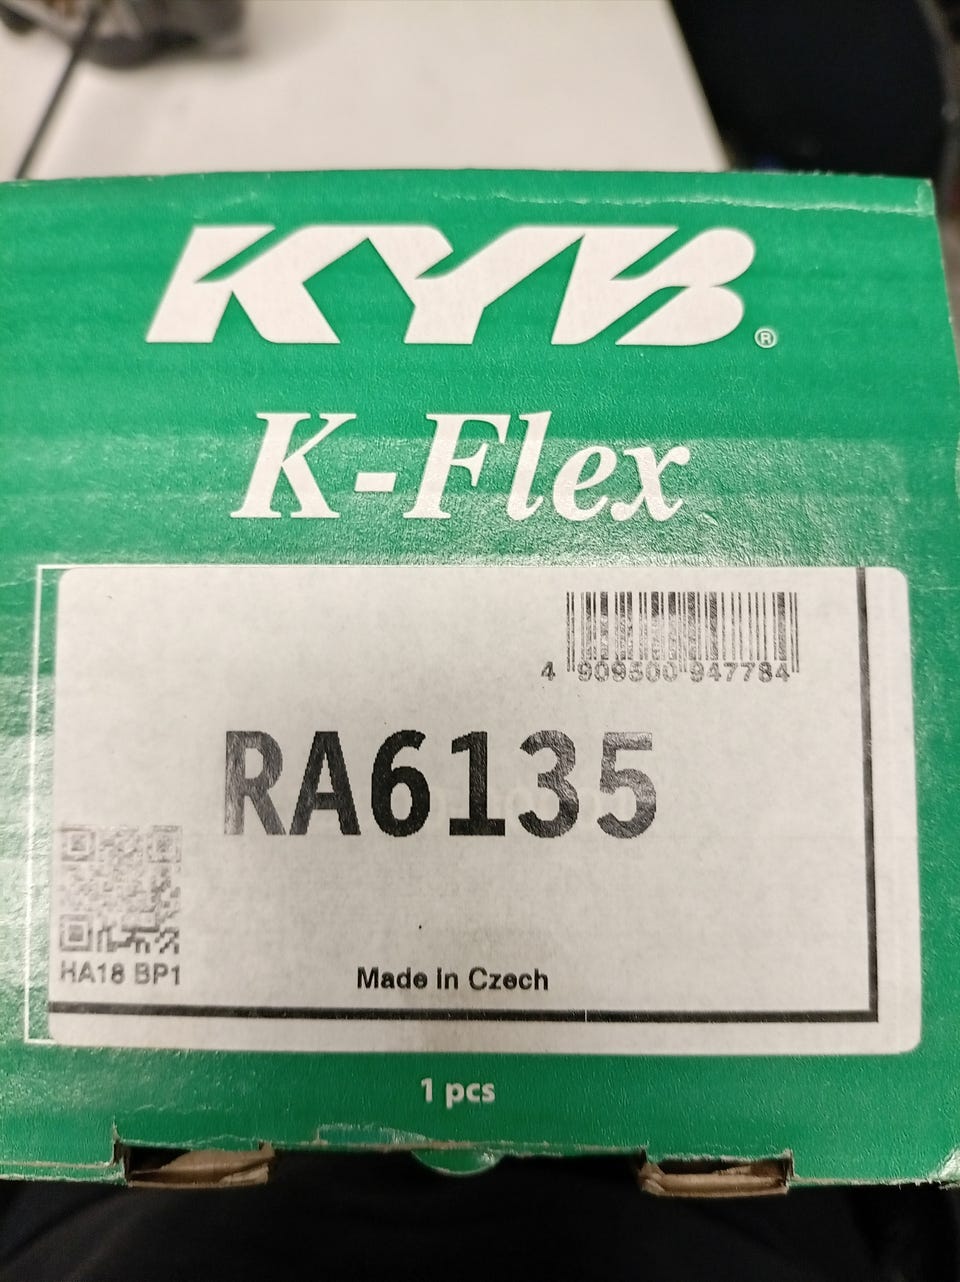 KYB®
K-Flex
4 909500 947784
RA6135
HA18 BP1
Made in Czech
1 pcs